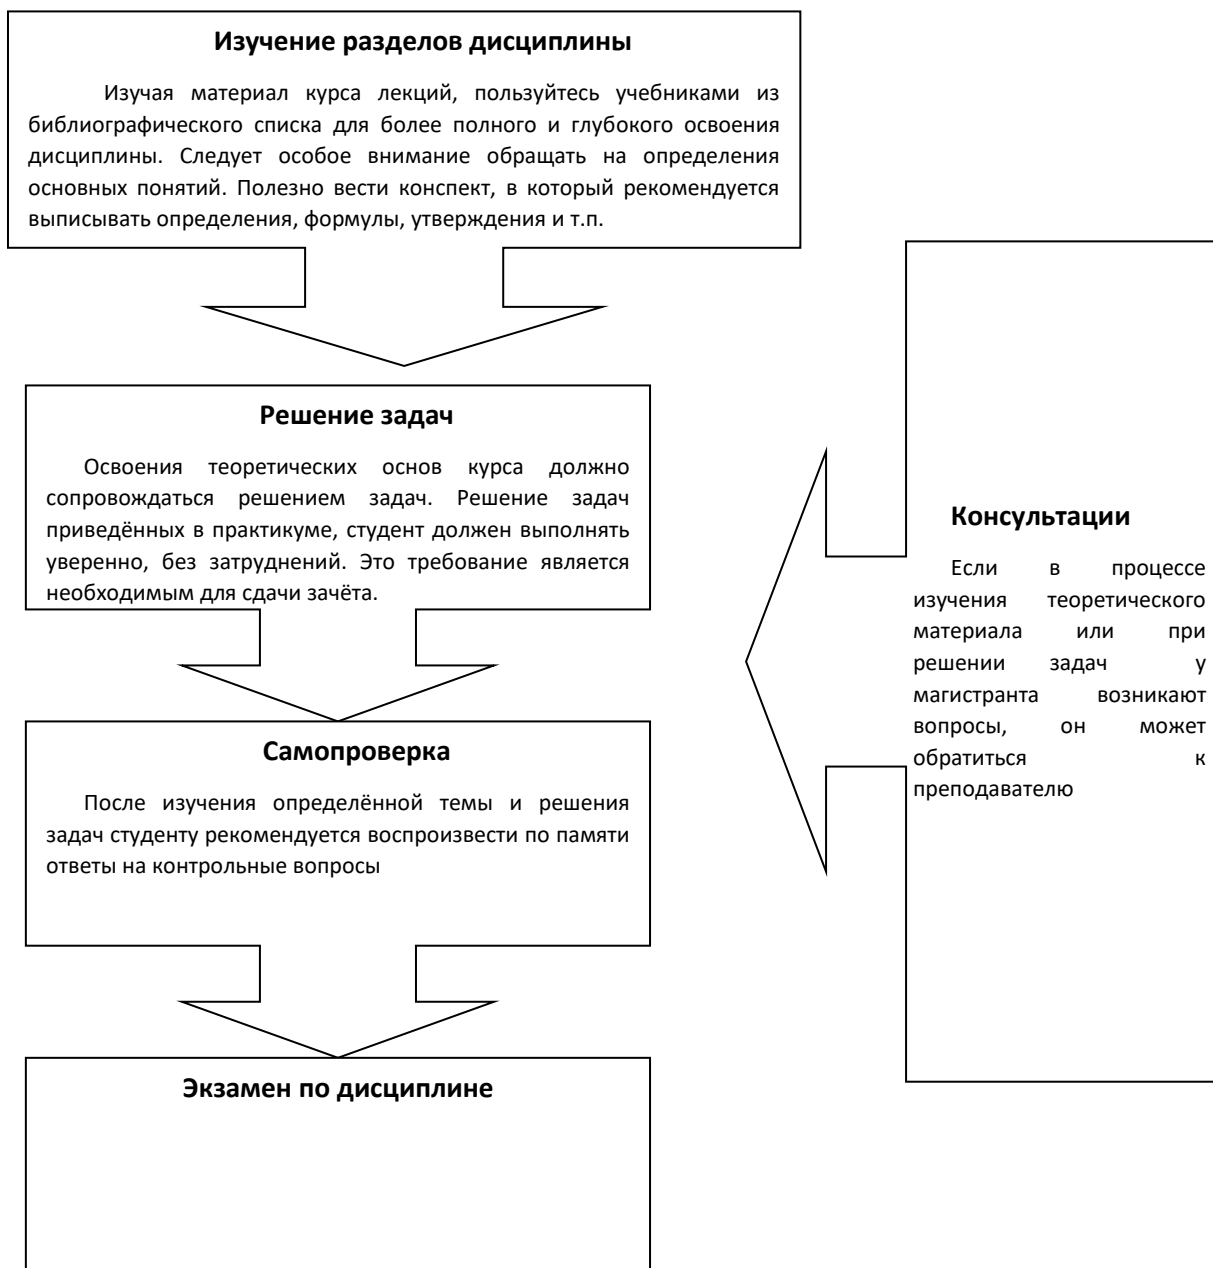 Изучение разделов дисциплины
Изучая материал курса лекций, пользуйтесь учебниками из
библиографического списка для более полного и глубокого освоения
дисциплины. Следует особое внимание обращать на определения
основных понятий. Полезно вести конспект, в который рекомендуется
выписывать определения, формулы, утверждения и т.п.
Решение задач
Освоения теоретических основ курса должно
сопровождаться решением задач. Решение задач
приведённых в практикуме, студент должен выполнять
уверенно, без затруднений. Это требование является
необходимым для сдачи зачёта.
Самопроверка
После изучения определённой темы и решения
задач студенту рекомендуется воспроизвести по памяти
ответы на контрольные вопросы
Экзамен по дисциплине
Консультации
Если в процессе
изучения теоретического
материала или при
решении задач у
магистранта возникают
вопросы, он может
обратиться к
преподавателю